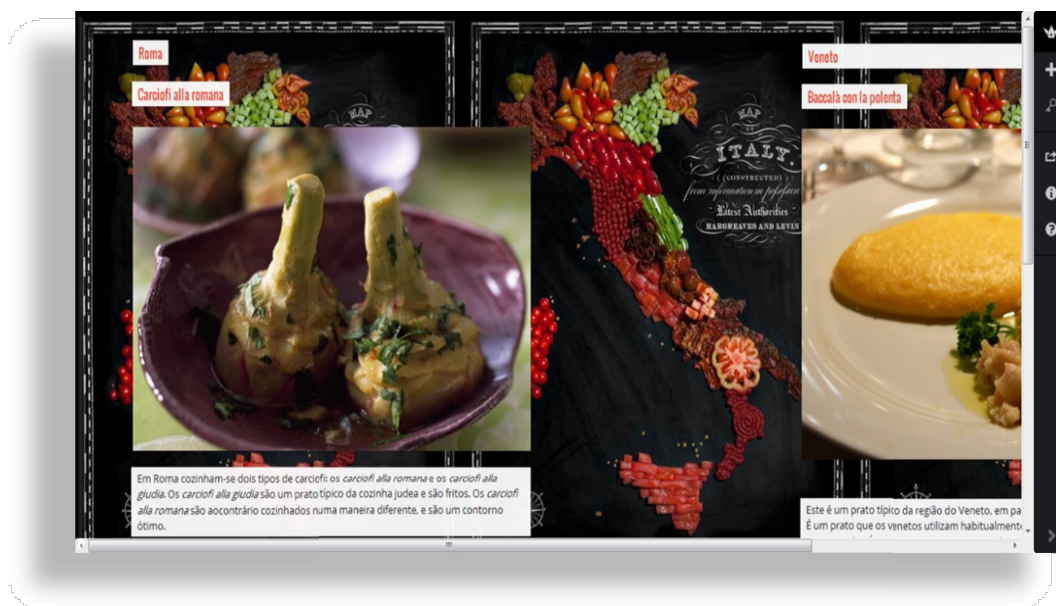 Roma
Carciofi alla romana
Em Roma cozinham-se dois tipos de carciofi: os carciofi alla romana e os carciofi alla
giudia. Os carciofi alla giudia são um prato típico da cozinha judea e são fritos. Os carciofi
alla romana são aocontrário cozinhados numa maneira diferente, e são um contorno
ótimo.
MAP
OF
ITALY.
(CONSTRUCTED)
from information in
Latest Authorities
HARGREAVES AND LEVIN
Veneto
Baccalà con la polenta
Este é um prato típico da região do Veneto, em pa
É um prato que os venetos utilizam habitualment
MAP